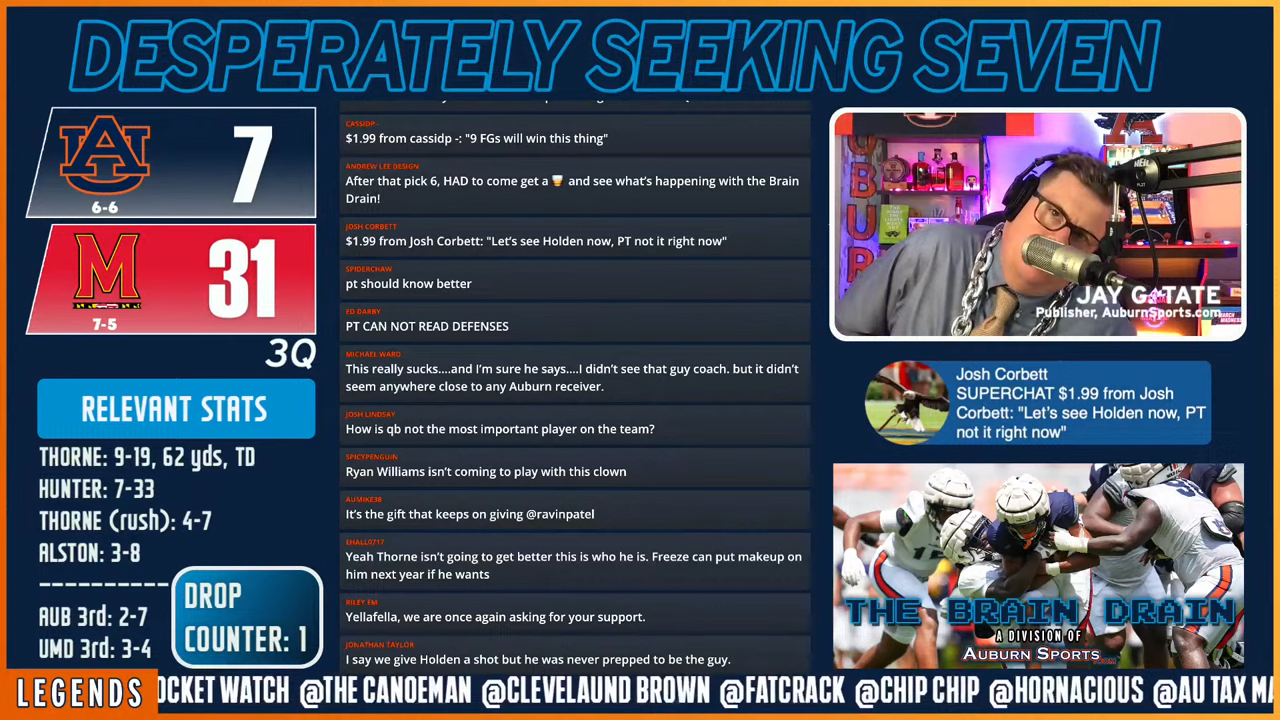 DESPERATELY SEEKING SEVEN
AU
6-6
7
M
7-5
31
3Q
RELEVANT STATS
THORNE: 9-19, 62 yds, TD
HUNTER: 7-33
THORNE (rush): 4-7
ALSTON: 3-8
AUB 3rd: 2-7
UMD 3rd: 3-4
DROP
COUNTER: 1
CASSIDP
$1.99 from cassidp -: "9 FGs will win this thing"
ANDREW LEE DESIGN
After that pick 6, HAD to come get a 🥃 and see what's happening with the Brain
Drain!
JOSH CORBETT
$1.99 from Josh Corbett: "Let's see Holden now, PT not it right now"
SPIDERCHAW
pt should know better
ED DARBY
PT CAN NOT READ DEFENSES
MICHAEL WARD
This really sucks....and I'm sure he says....I didn't see that guy coach. but it didn't
seem anywhere close to any Auburn receiver.
JOSH LINDSAY
How is qb not the most important player on the team?
SPICYPENGUIN
Ryan Williams isn't coming to play with this clown
AUMIKE38
It's the gift that keeps on giving @ravinpatel
EHALL0717
Yeah Thorne isn't going to get better this is who he is. Freeze can put makeup on
him next year if he wants
RILEY FM
Yellafella, we are once again asking for your support.
JONATHAN TAYLOR
I say we give Holden a shot but he was never prepped to be the guy.
JAY G. TATE
Publisher, AuburnSports.com
Josh Corbett
SUPERCHAT $1.99 from Josh
Corbett: "Let's see Holden now, PT
not it right now"
THE BRAIN DRAIN
A DIVISION OF
AUBURN SPORTS.com
LEGENDS
OCKET WATCH @THE CANOEMAN @CLEVELAUND BROWN @FATCRACK @CHIP CHIP @HORNACIOUS @AU TAX MA